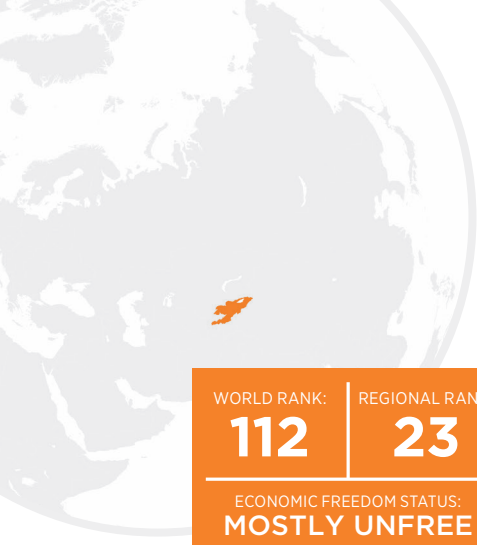 WORLD RANK:
112
REGIONAL RAN
23
ECONOMIC FREEDOM STATUS:
MOSTLY UNFREE